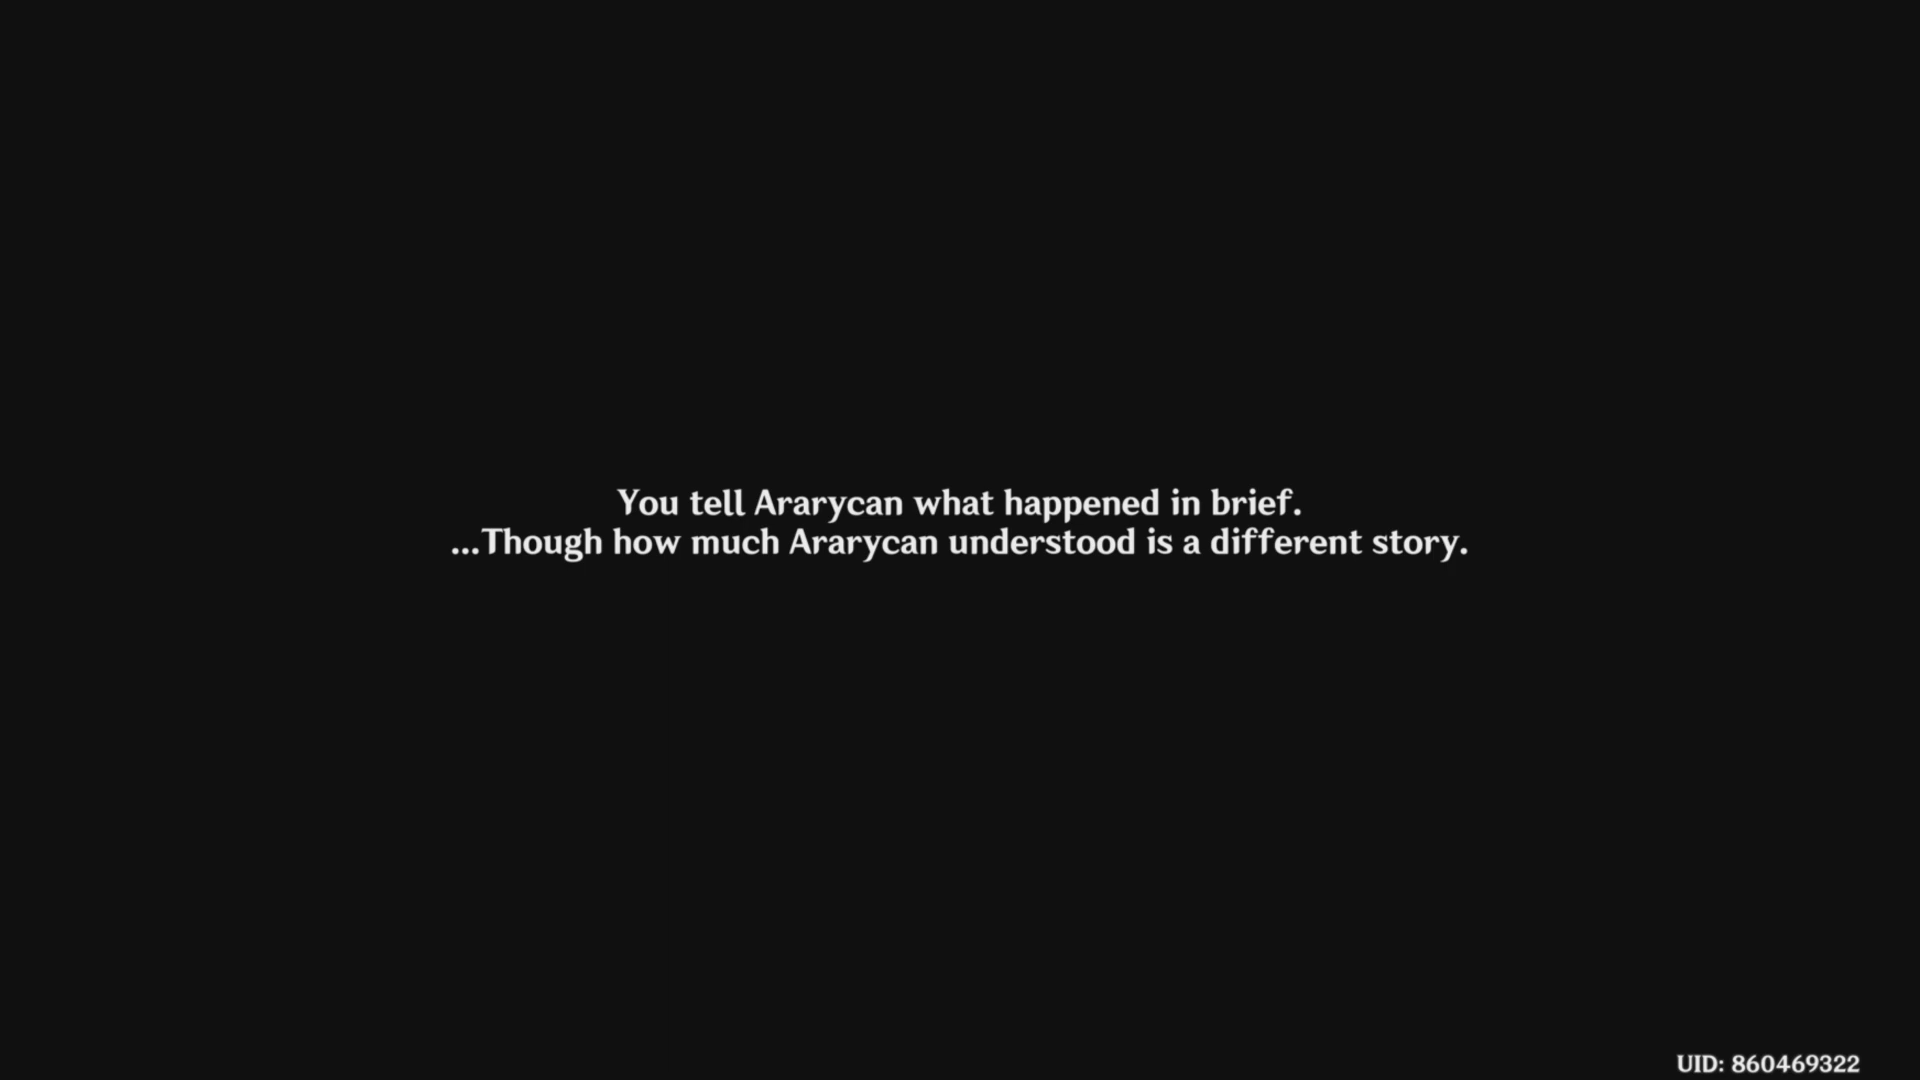 You tell Ararycan what happened in brief.
...Though how much Ararycan understood is a different story.
UID: 860469322